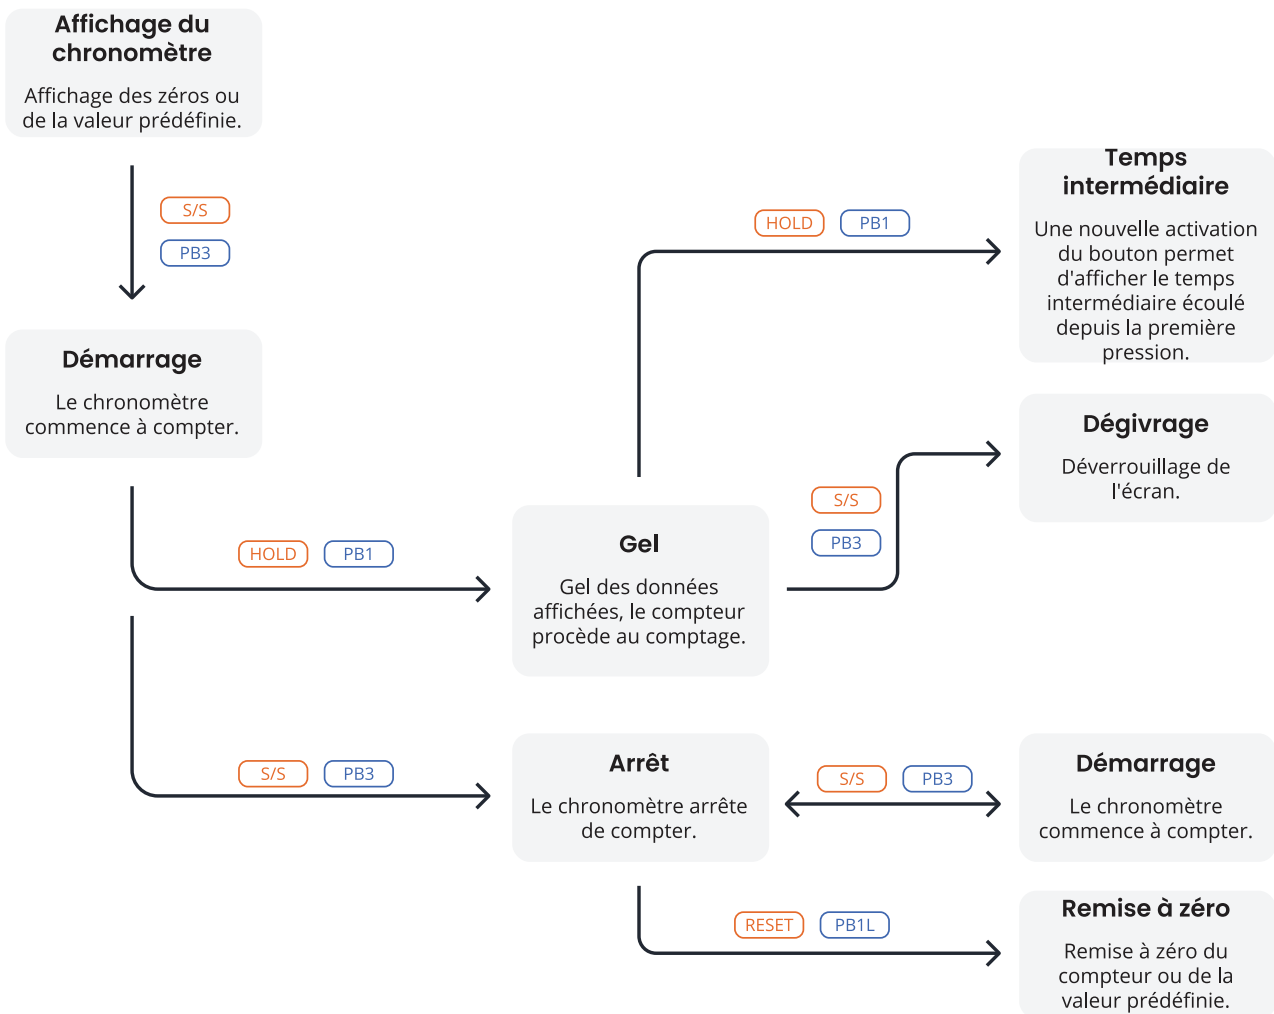 Affichage du
chronomètre
Affichage des zéros ou
de la valeur prédéfinie.
S/S
PB3
Démarrage
Le chronomètre
commence à compter.
HOLD PB1
Gel
Gel des données
affichées, le compteur
procède au comptage.
HOLD PB1
Temps
intermédiaire
Une nouvelle activation
du bouton permet
d'afficher le temps
intermédiaire écoulé
depuis la première
pression.
S/S
PB3
Dégivrage
Déverrouillage de
l'écran.
S/S PB3
Arrêt
Le chronomètre arrête
de compter.
S/S PB3
Démarrage
Le chronomètre
commence à compter.
RESET PB1L
Remise à zéro
Remise à zéro du
compteur ou de la
valeur prédéfinie.